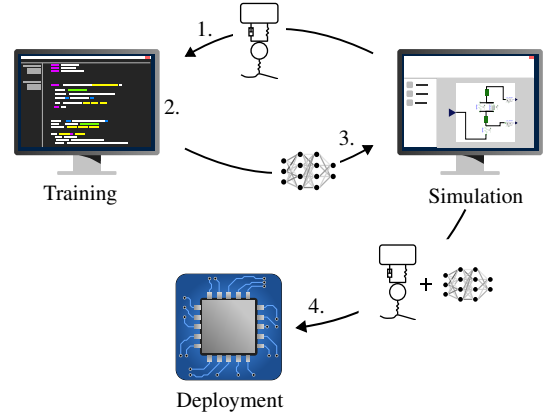 1.
2.
3.
Training
Simulation
4.
Deployment